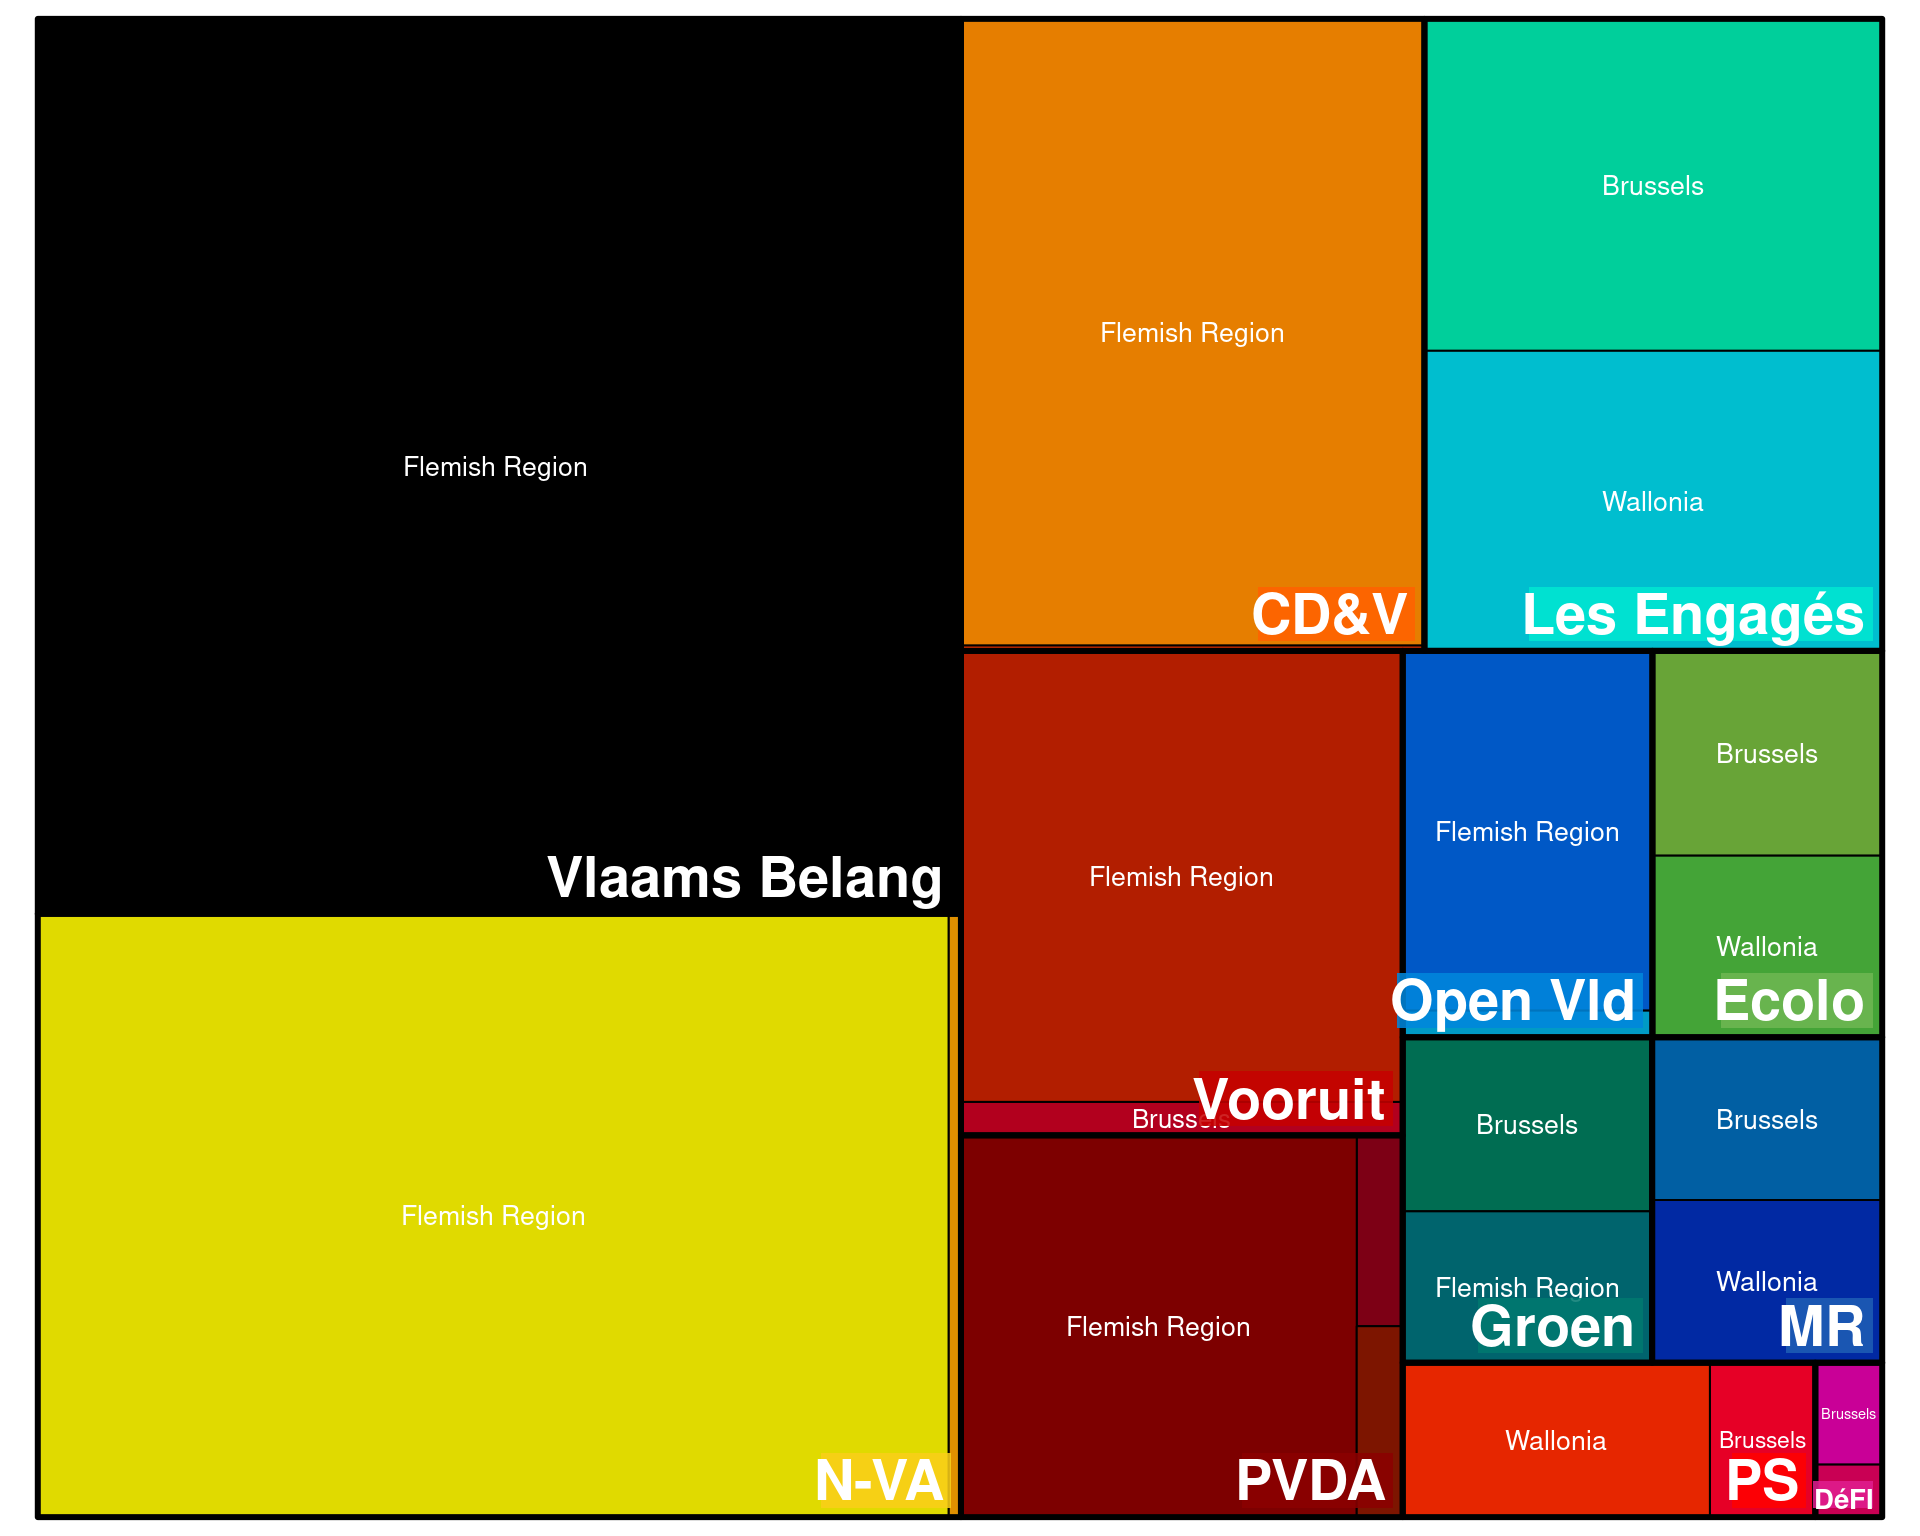 Flemish Region
Vlaams Belang
Flemish Region
N-VA
Flemish Region
CD&V
Brussels
Wallonia
Les Engagés
Flemish Region
Brussels
Vooruit
Flemish Region
PVDA
Flemish Region
Open Vld
Brussels
Wallonia
Ecolo
Brussels
Flemish Region
Groen
Brussels
Wallonia
MR
Wallonia
Brussels
PS
Brussels
DéFI